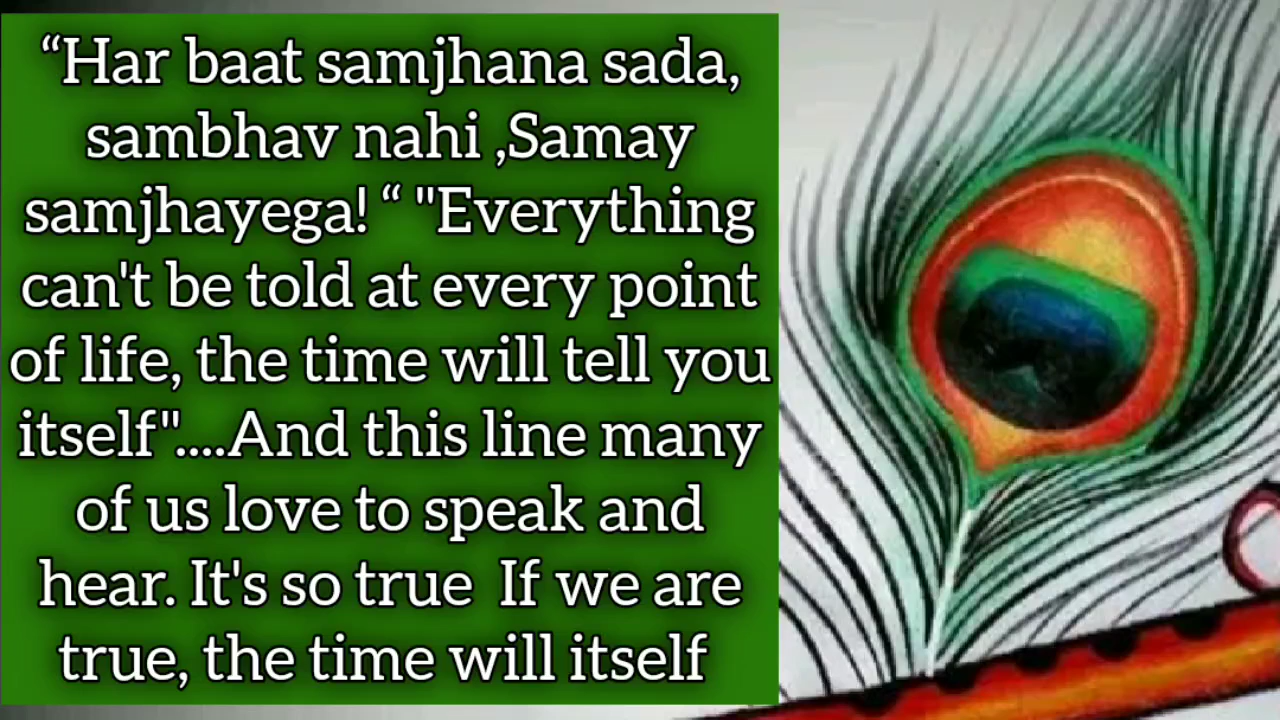 “Har baat samjhana sada,
sambhav nahi ,Samay
samjhayega! “ "Everything
can't be told at every point
of life, the time will tell you
itself"....And this line many
of us love to speak and
hear. It's so true  If we are
true, the time will itself